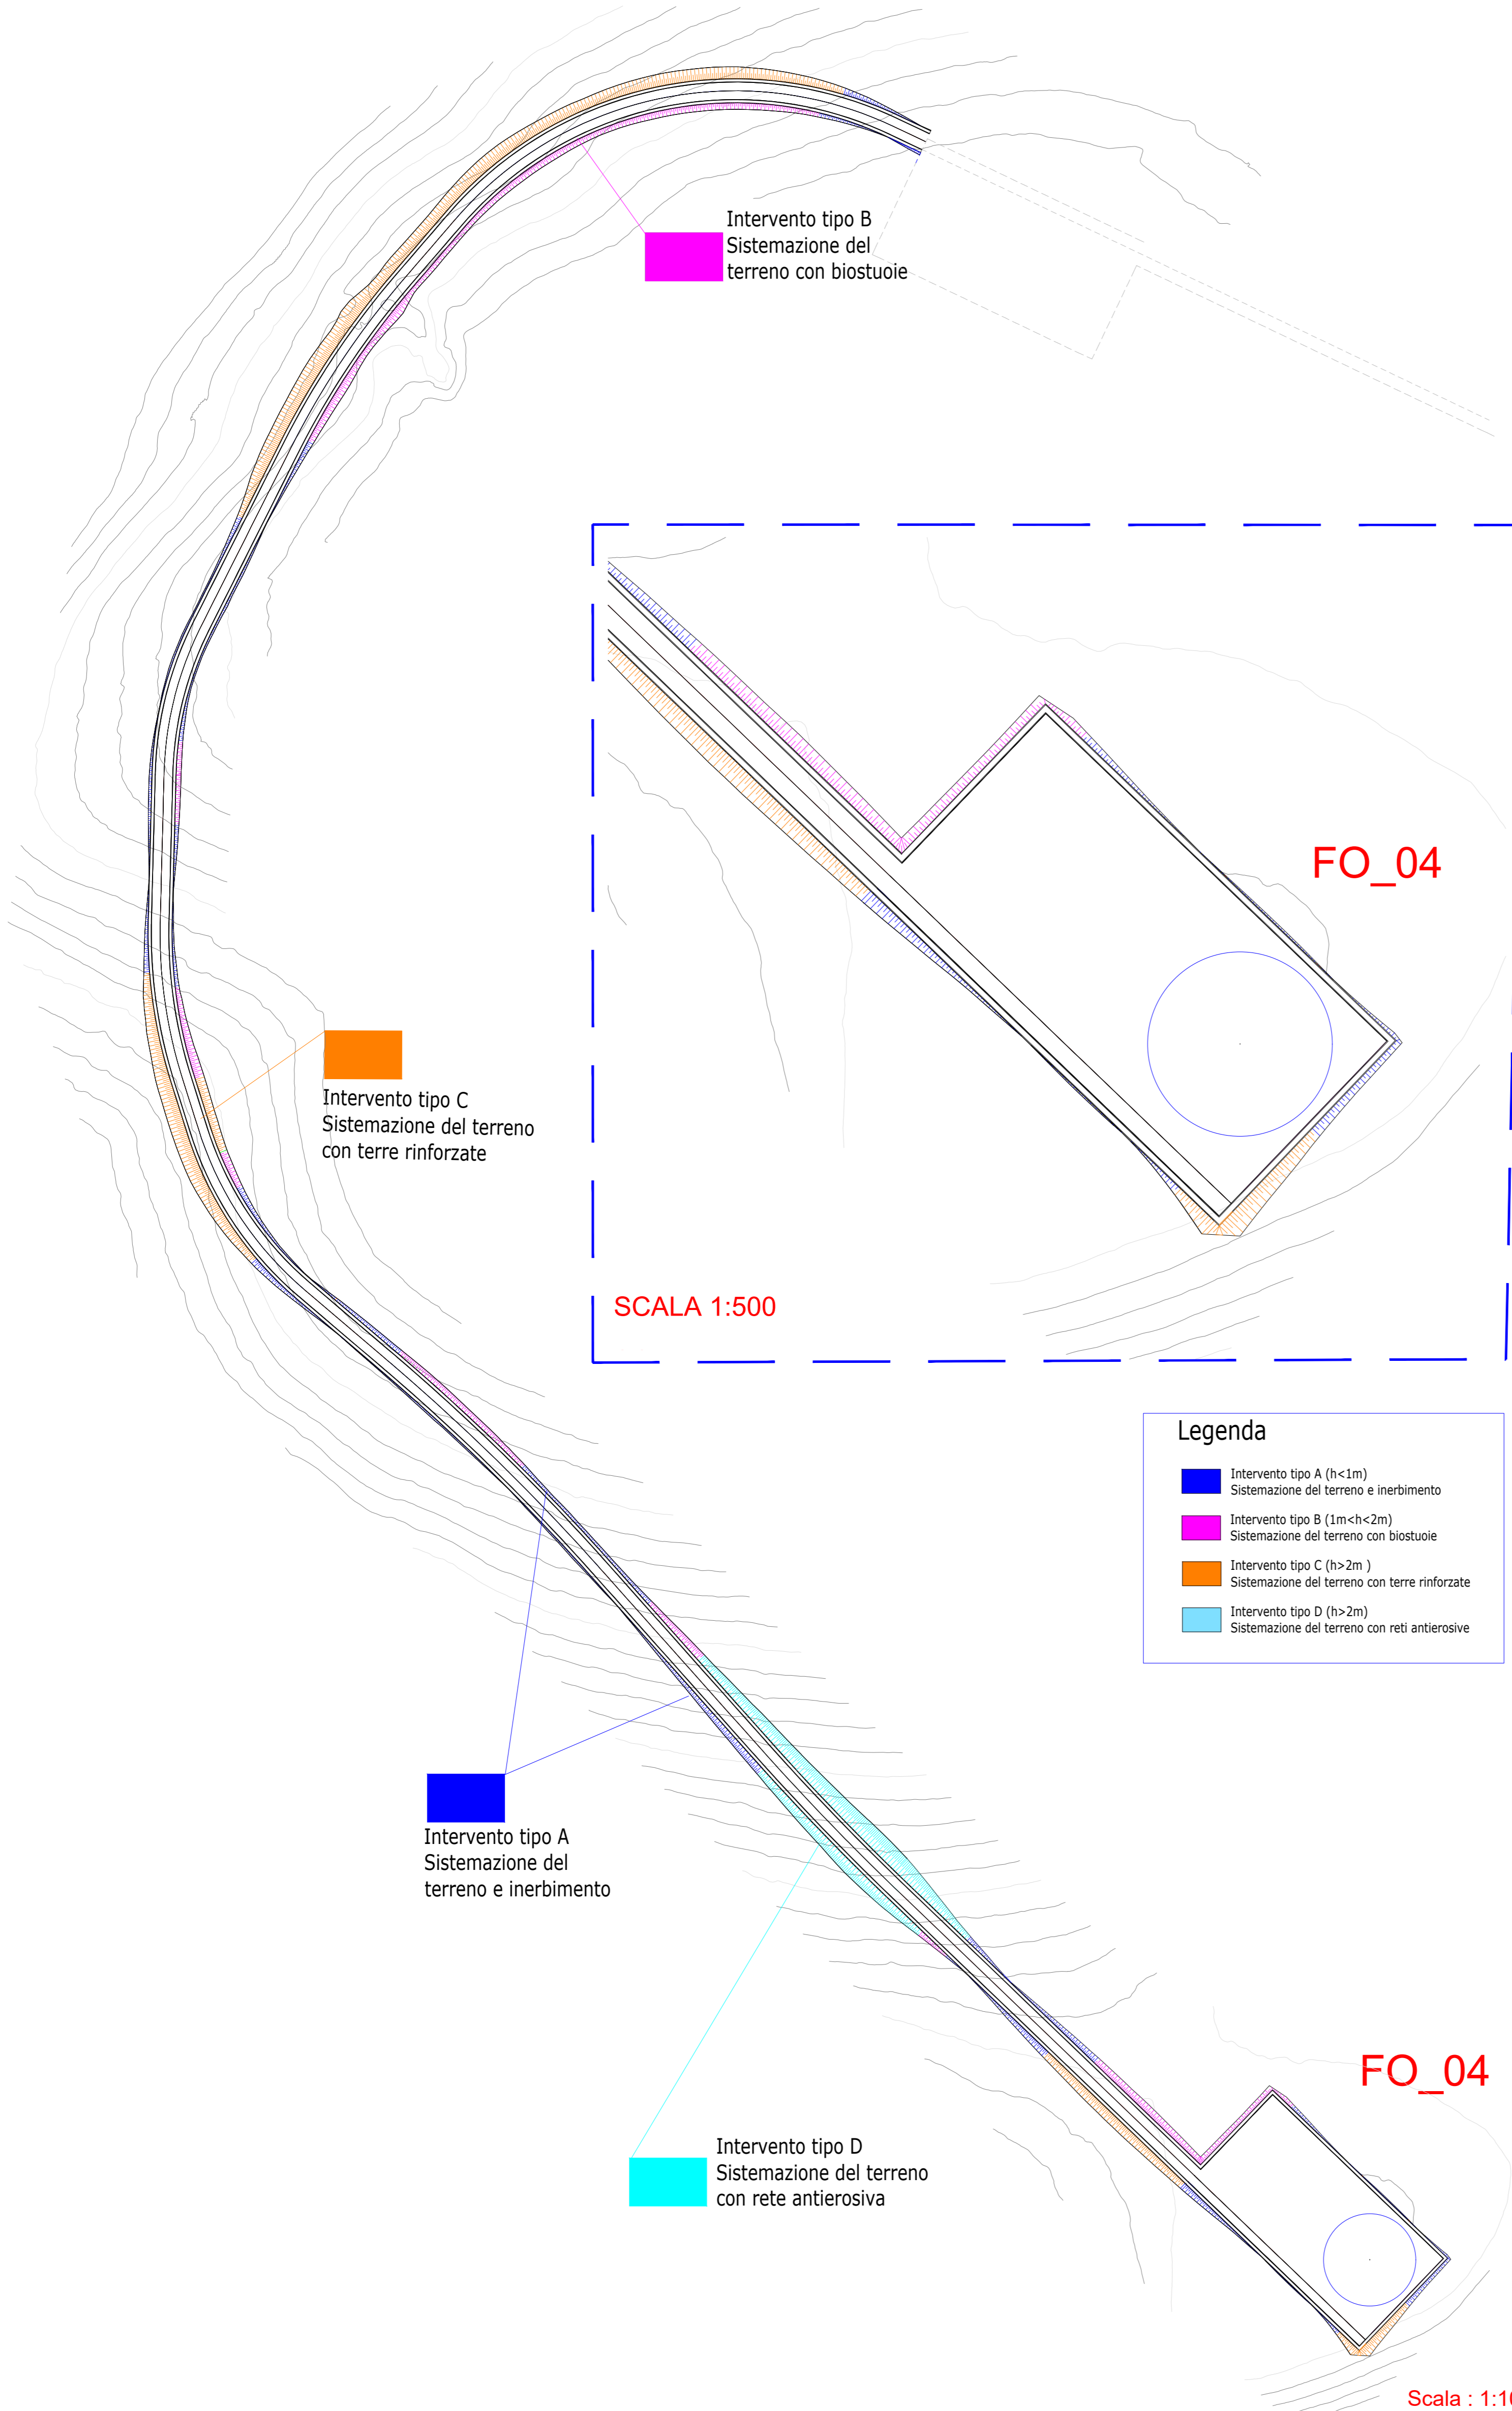 Intervento tipo B
Sistemazione del
terreno con biostuoie
FO_04
Intervento tipo C
Sistemazione del terreno
con terre rinforzate
SCALA 1:500
Legenda
Intervento tipo A (h<1m)
Sistemazione del terreno e inerbimento
Intervento tipo B (1m<h<2m)
Sistemazione del terreno con biostuoie
Intervento tipo C (h>2m )
Sistemazione del terreno con terre rinforzate
Intervento tipo D (h>2m)
Sistemazione del terreno con reti antierosive
Intervento tipo A
Sistemazione del
terreno e inerbimento
FO_04
Intervento tipo D
Sistemazione del terreno
con rete antierosiva
Scala :